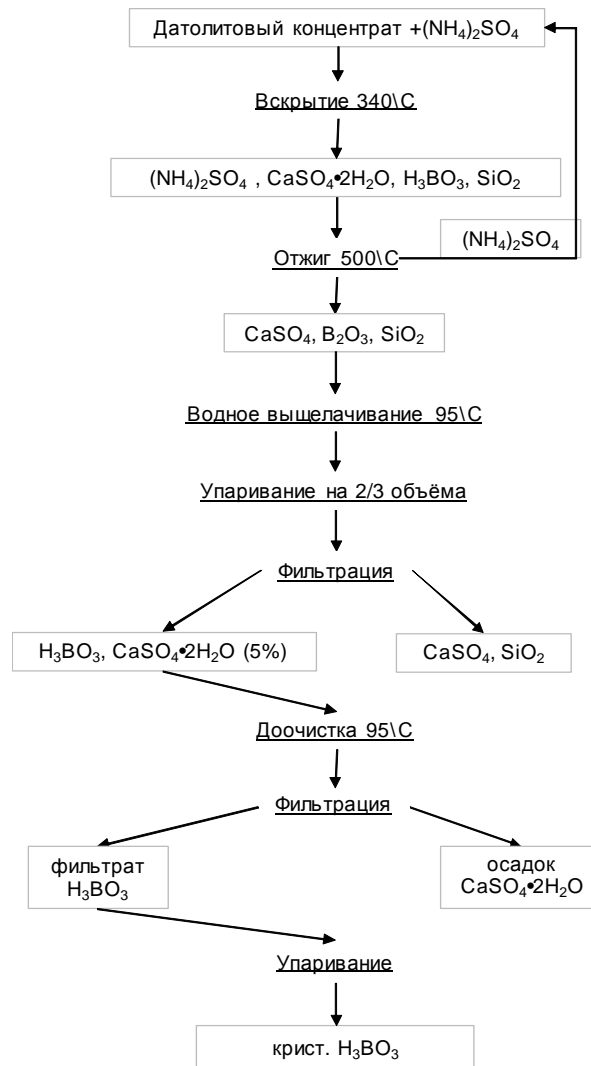 Датолитовый концентрат +(NH₄)₂SO₄
Вскрытие 340\C
(NH₄)₂SO₄ , CaSO₄•2H₂O, H₃BO₃, SiO₂
(NH₄)₂SO₄
Отжиг 500\C
CaSO₄, B₂O₃, SiO₂
Водное выщелачивание 95\C
Упаривание на 2/3 объёма
Фильтрация
H₃BO₃, CaSO₄•2H₂O (5%)
CaSO₄, SiO₂
Доочистка 95\C
Фильтрация
фильтрат
H₃BO₃
осадок
CaSO₄•2H₂O
Упаривание
крист. H₃BO₃